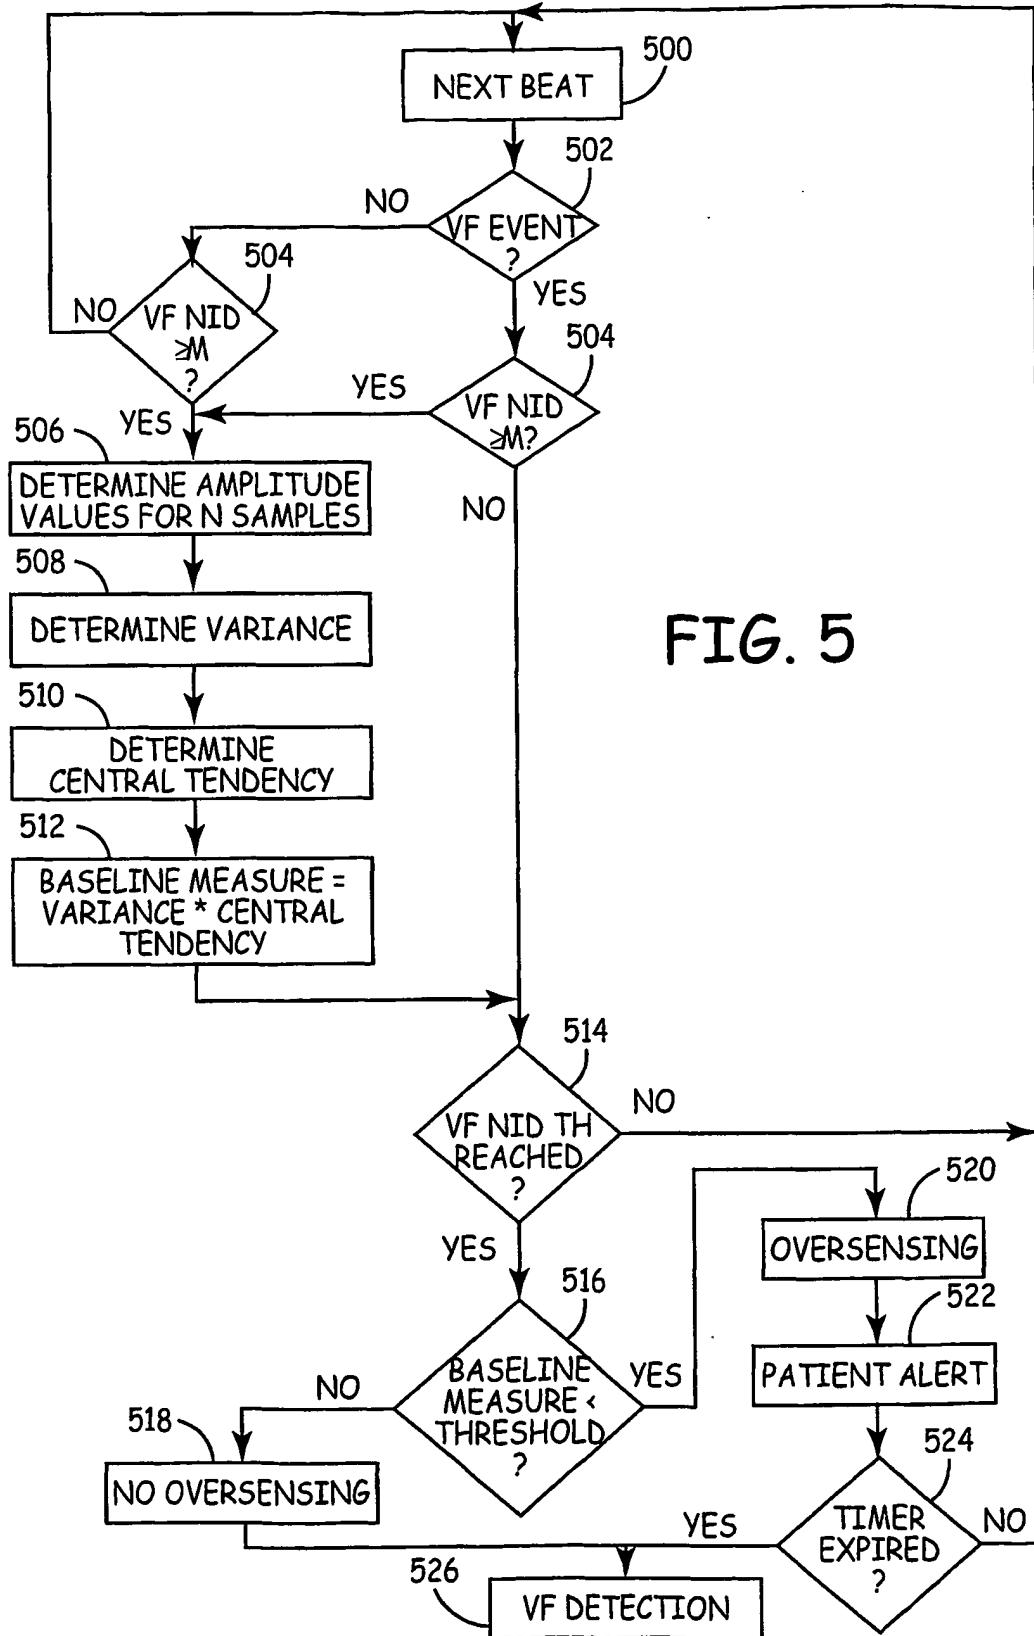 500
NEXT BEAT
502
NO
VF EVENT
?
504
YES
NO
VF NID
≥M
?
504
YES
VF NID
≥M?
YES
506
DETERMINE AMPLITUDE
VALUES FOR N SAMPLES
NO
508
DETERMINE VARIANCE
FIG. 5
510
DETERMINE
CENTRAL TENDENCY
512
BASELINE MEASURE =
VARIANCE * CENTRAL
TENDENCY
514
NO
VF NID TH
REACHED
?
520
YES
OVERSENSING
516
522
BASELINE
MEASURE <
THRESHOLD
?
YES
PATIENT ALERT
NO
518
524
NO OVERSENSING
YES
TIMER
EXPIRED
?
NO
526
VF DETECTION